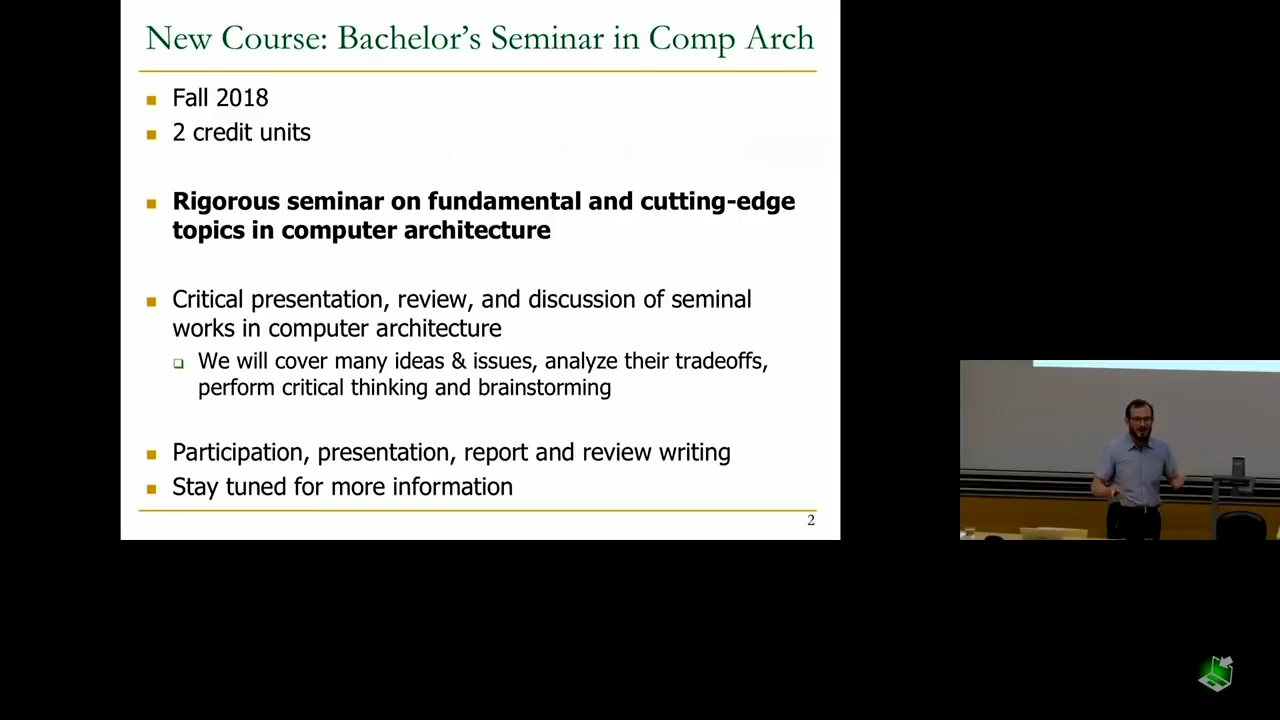 New Course: Bachelor's Seminar in Comp Arch
Fall 2018
2 credit units
Rigorous seminar on fundamental and cutting-edge
topics in computer architecture
Critical presentation, review, and discussion of seminal
works in computer architecture
We will cover many ideas & issues, analyze their tradeoffs,
perform critical thinking and brainstorming
Participation, presentation, report and review writing
Stay tuned for more information
2